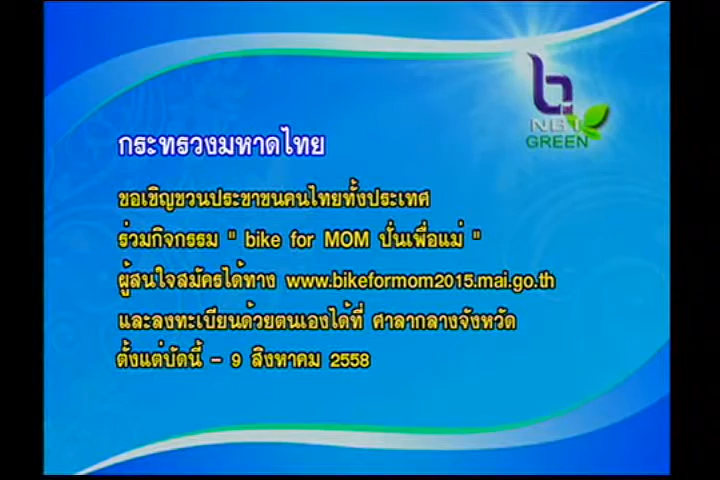 NBT
GREEN
กระทรวงมหาดไทย
ขอเชิญชวนประชาชนคนไทยทั้งประเทศ
ร่วมกิจกรรม " bike for MOM ปั่นเพื่อแม่ "
ผู้สนใจสมัครได้ทาง www.bikeformom2015.mai.go.th
และลงทะเบียนด้วยตนเองได้ที่ ศาลากลางจังหวัด
ตั้งแต่บัดนี้ - 9 สิงหาคม 2558